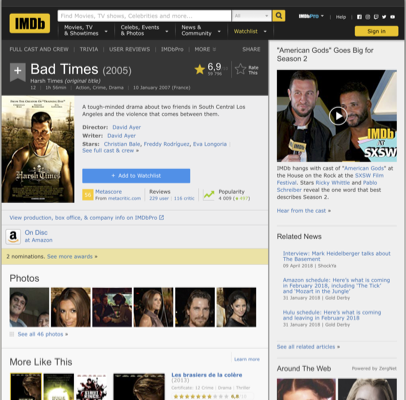 IMDb
Find Movies, TV shows, Celebrities and more...
All
IMDbPro
Help
Movies, TV
& Showtimes
Celebs, Events
& Photos
News &
Community
Watchlist
Sign in
FULL CAST AND CREW | TRIVIA | USER REVIEWS | IMDbPro | MORE
SHARE
Bad Times (2005)
Harsh Times (original title)
12 | 1h 56min | Action, Crime, Drama | 10 January 2007 (France)
6,9
Rate
This
Harsh Times
A tough-minded drama about two friends in South Central Los
Angeles and the violence that comes between them.
Director: David Ayer
Writer: David Ayer
Stars: Christian Bale, Freddy Rodríguez, Eva Longoria |
See full cast & crew »
+ Add to Watchlist
Metascore
From metacritic.com
Reviews
220 user | 116 critic
Popularity
View production, box office, & company info on IMDbPro
On Disc
at Amazon
2 nominations. See more awards »
Photos
See all 46 photos »
More Like This
Learn more
Les brasiers de la colère
(2013)
"American Gods" Goes Big for
Season 2
IMDb
at
SXSW
IMDb hangs with cast of "American Gods" at
the House on the Rock at the SXSW Film
Festival. Stars Ricky Whittle and Pablo
Schreiber reveal the one word that best
describes Season 2.
Hear from the cast »
Related News
Interview: Mark Heidelberger talks about
The Basement
09 April 2018 | ShockYa
Amazon schedule: Here's what is coming
in February 2018, including 'The Tick'
and 'Mozart in the Jungle'
31 January 2018 | Gold Derby
Hulu schedule: Here's what is coming
and leaving in February 2018
31 January 2018 | Gold Derby
See all related articles »
Around The Web
Powered by ZergNet